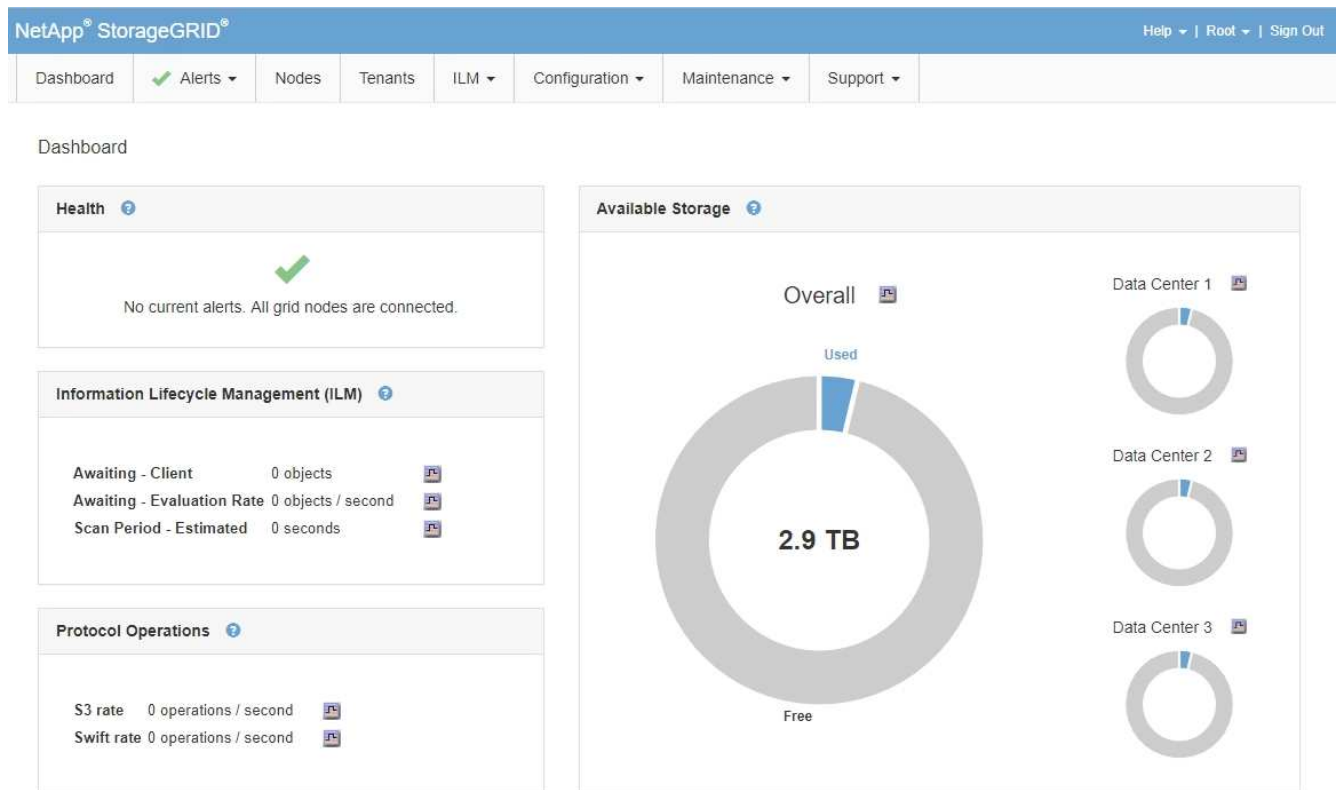 NetApp® StorageGRID®
Help | Root | Sign Out
Dashboard Alerts Nodes Tenants ILM Configuration Maintenance Support
Dashboard
Health
No current alerts. All grid nodes are connected.
Information Lifecycle Management (ILM)
Awaiting - Client 0 objects
Awaiting - Evaluation Rate 0 objects / second
Scan Period - Estimated 0 seconds
Protocol Operations
S3 rate 0 operations / second
Swift rate 0 operations / second
Available Storage
Overall
Used
2.9 TB
Free
Data Center 1
Data Center 2
Data Center 3